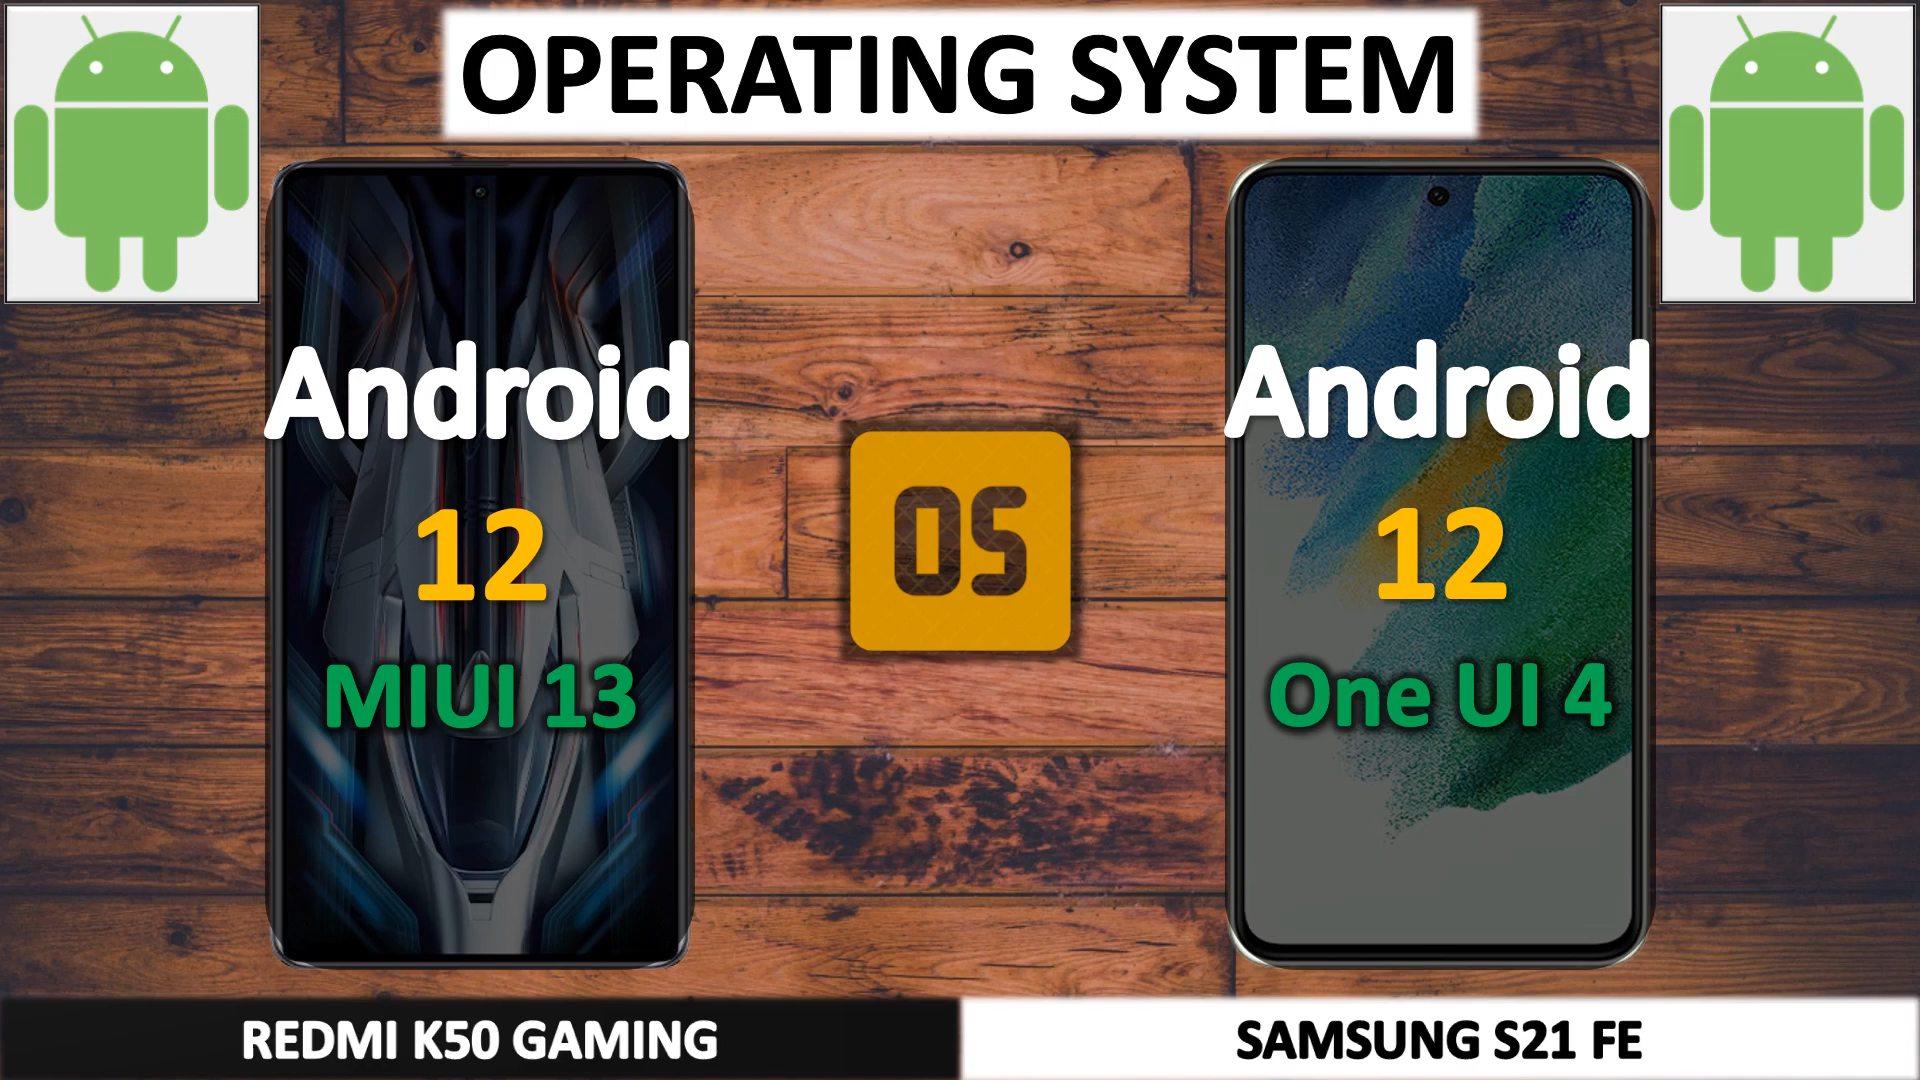 OPERATING SYSTEM
Android
12
MIUI 13
OS
Android
12
One UI 4
REDMI K50 GAMING
SAMSUNG S21 FE